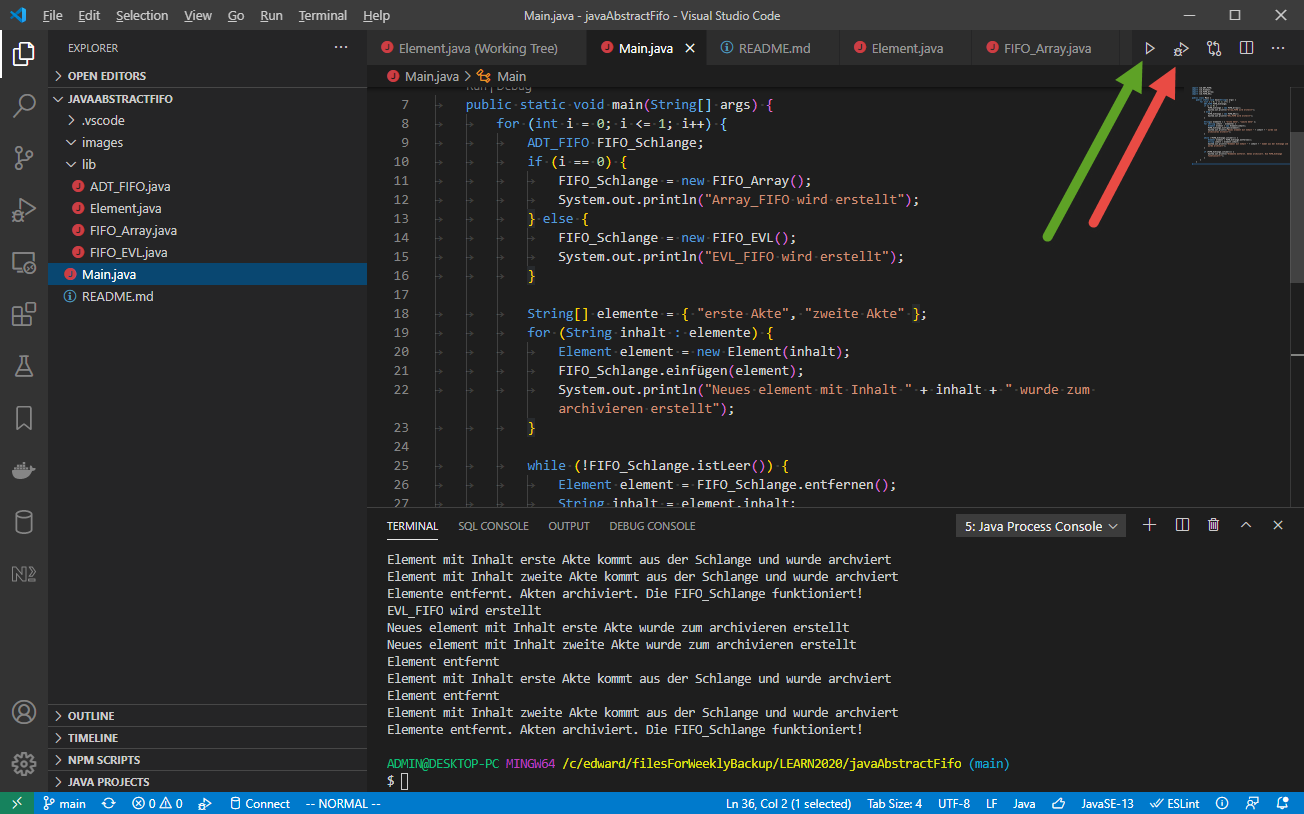 File Edit Selection View Go Run Terminal Help Main.java - javaAbstractFifo - Visual Studio Code
EXPLORER
OPEN EDITORS
JAVAABSTRACTFIFO
.vscode
images
lib
ADT_FIFO.java
Element.java
FIFO_Array.java
FIFO_EVL.java
Main.java
README.md
OUTLINE
TIMELINE
NPM SCRIPTS
JAVA PROJECTS
Element.java (Working Tree) Main.java README.md Element.java FIFO_Array.java
Main.java > Main
Run | Debug
7 public static void main(String[] args) {
8 for (int i = 0; i <= 1; i++) {
9 ADT_FIFO FIFO_Schlange;
10 if (i == 0) {
11 FIFO_Schlange = new FIFO_Array();
12 System.out.println("Array_FIFO wird erstellt");
13 } else {
14 FIFO_Schlange = new FIFO_EVL();
15 System.out.println("EVL_FIFO wird erstellt");
16 }
17
18 String[] elemente = { "erste Akte", "zweite Akte" };
19 for (String inhalt : elemente) {
20 Element element = new Element(inhalt);
21 FIFO_Schlange.einfügen(element);
22 System.out.println("Neues element mit Inhalt " + inhalt + " wurde zum
archivieren erstellt");
23 }
24
25 while (!FIFO_Schlange.istLeer()) {
26 Element element = FIFO_Schlange.entfernen();
27 String inhalt = element.inhalt;
TERMINAL SQL CONSOLE OUTPUT DEBUG CONSOLE 5: Java Process Console
Element mit Inhalt erste Akte kommt aus der Schlange und wurde archviert
Element mit Inhalt zweite Akte kommt aus der Schlange und wurde archviert
Elemente entfernt. Akten archiviert. Die FIFO_Schlange funktioniert!
EVL_FIFO wird erstellt
Neues element mit Inhalt erste Akte wurde zum archivieren erstellt
Neues element mit Inhalt zweite Akte wurde zum archivieren erstellt
Element entfernt
Element mit Inhalt erste Akte kommt aus der Schlange und wurde archviert
Element entfernt
Element mit Inhalt zweite Akte kommt aus der Schlange und wurde archviert
Elemente entfernt. Akten archiviert. Die FIFO_Schlange funktioniert!
ADMIN@DESKTOP-PC MINGW64 /c/edward/filesForWeeklyBackup/LEARN2020/javaAbstractFifo (main)
$
main 0 0 Connect -- NORMAL -- Ln 36, Col 2 (1 selected) Tab Size: 4 UTF-8 LF Java JavaSE-13 ESLint